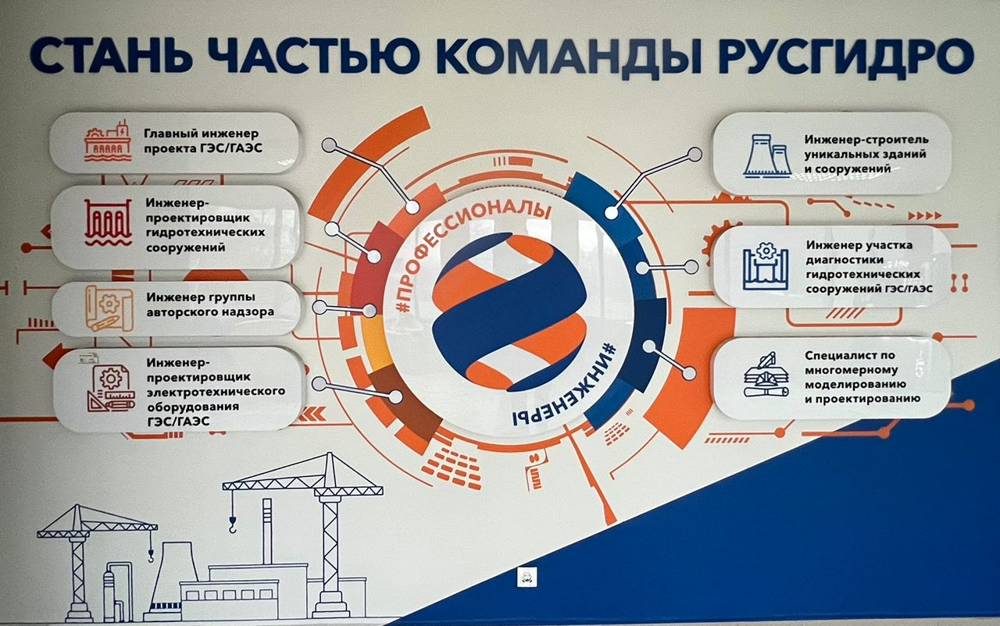 СТАНЬ ЧАСТЬЮ КОМАНДЫ РУСГИДРО
Главный инженер
проекта ГЭС/ГАЭС
Инженер-
проектировщик
гидротехнических
сооружений
Инженер группы
авторского надзора
Инженер-
проектировщик
электротехнического
оборудования
ГЭС/ГАЭС
#ПРОФЕССИОНАЛЫ
#ИНЖЕНЕРЫ
Инженер-строитель
уникальных зданий
и сооружений
Инженер участка
диагностики
гидротехнических
сооружений ГЭС/ГАЭС
Специалист по
многомерному
моделированию
и проектированию